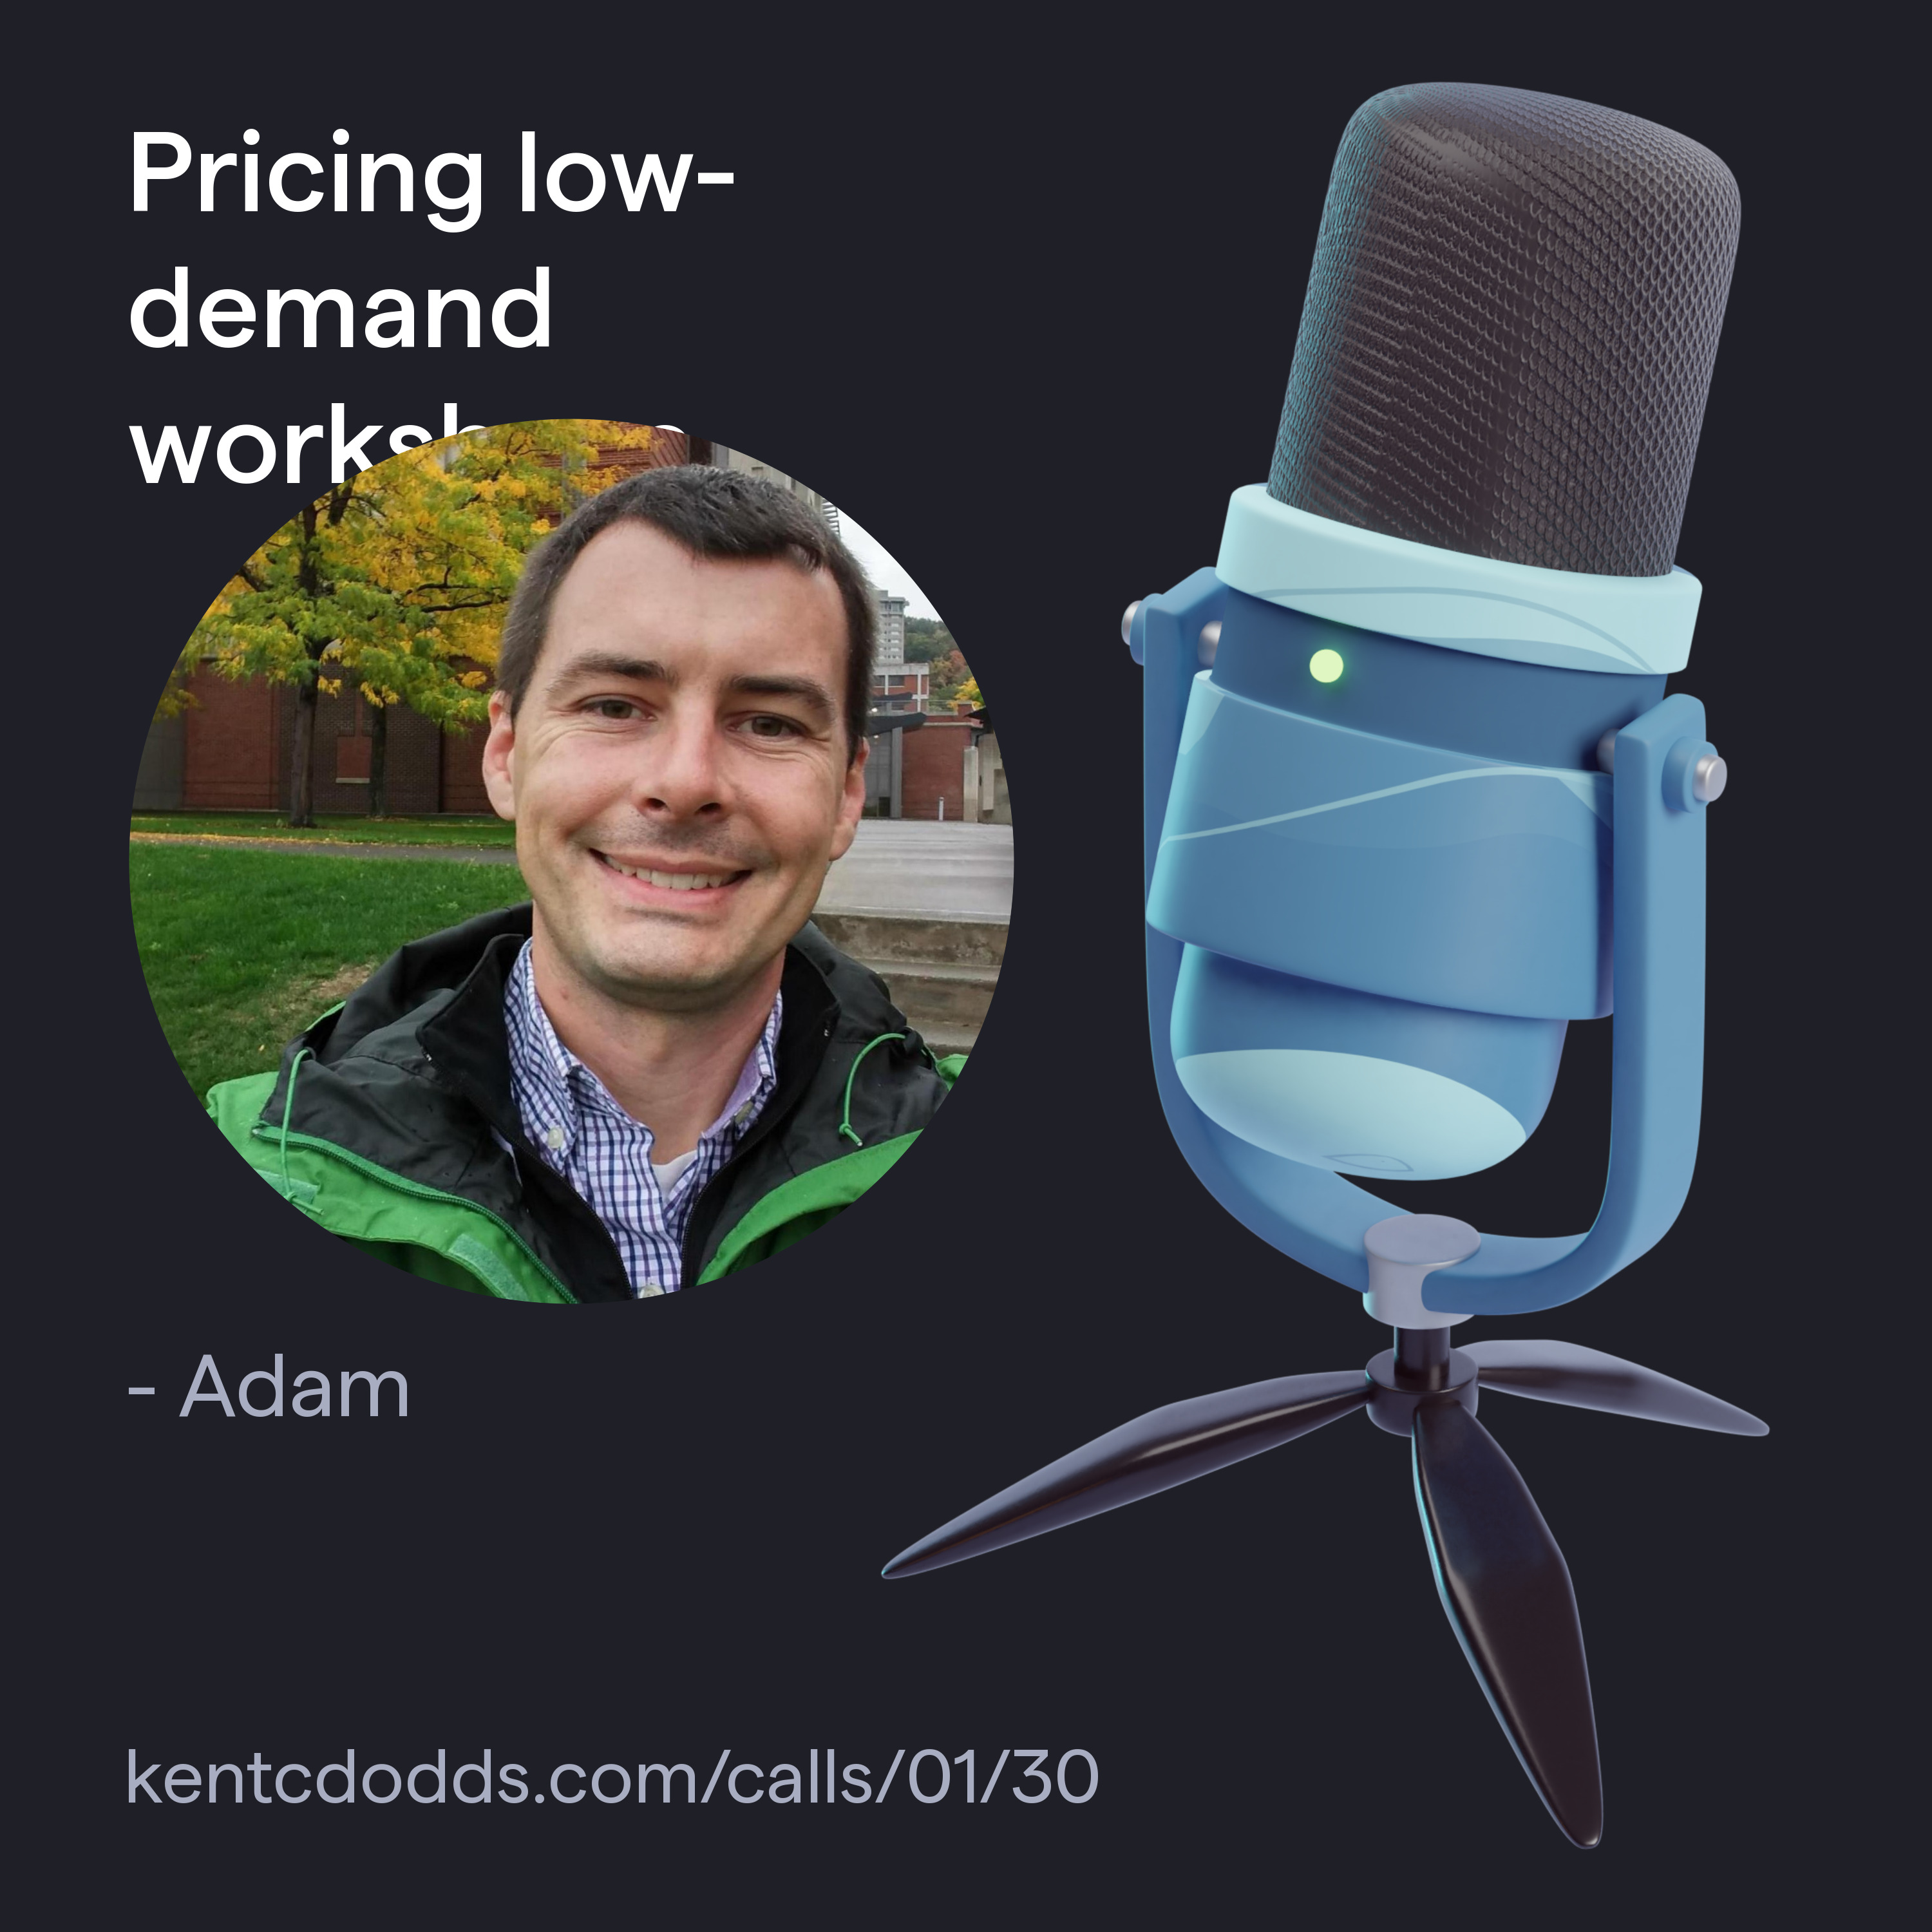 Pricing low-
demand
- Adam
kentcdodds.com/calls/01/30